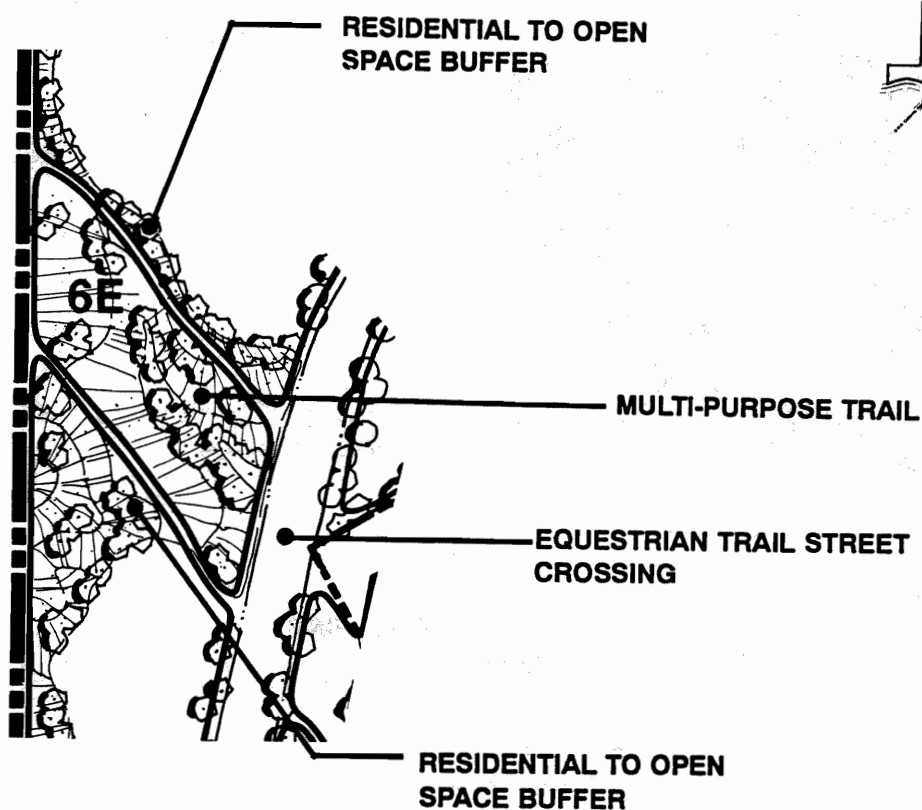 RESIDENTIAL TO OPEN
SPACE BUFFER
6E
MULTI-PURPOSE TRAIL
EQUESTRIAN TRAIL STREET
CROSSING
RESIDENTIAL TO OPEN
SPACE BUFFER